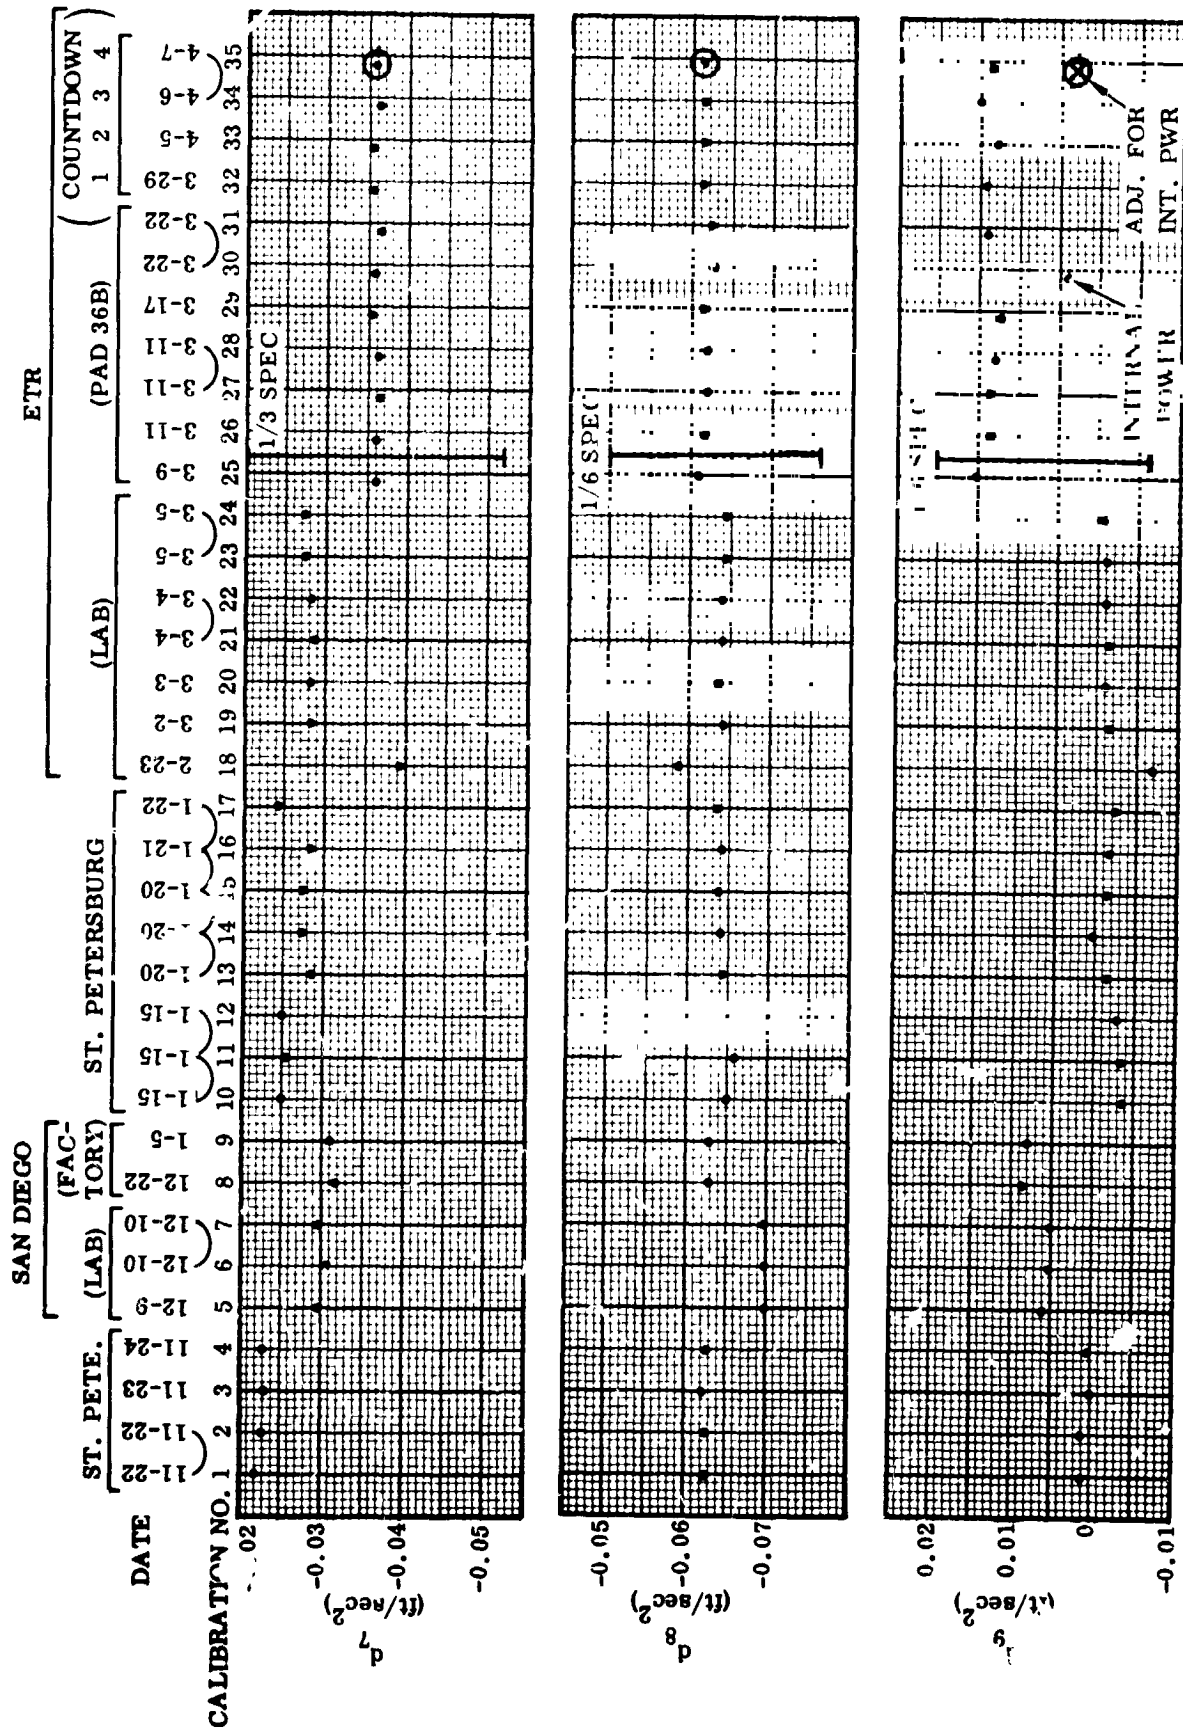 SAN DIEGO
ETR
ST. PETE.
(LAB)
(FAC-
TORY)
ST. PETERSBURG
(LAB)
(PAD 36B)
(COUNTDOWN)
1 2 3 4
DATE
11-22 11-22 11-23 11-24 12-9 12-10 12-10 12-22 1-5 1-15 1-15 1-15 1-20 1-20 1-21 1-22 2-23 3-2 3-3 3-4 3-4 3-5 3-5 3-9 3-11 3-11 3-11 3-17 3-22 3-22 3-29 4-5 4-6 4-7
CALIBRATION NO.
1 2 3 4 5 6 7 8 9 10 11 12 13 14 16 17 18 19 20 21 22 23 24 25 26 27 28 29 30 31 32 33 34 35
d7
(ft/sec2)
-0.03
-0.04
-0.05
1/3 SPEC
d8
(ft/sec2)
-0.05
-0.06
-0.07
1/6 SPEC
(ft/sec2)
0.02
0.01
0
-0.01
SPEC
INTERNAL
POWER
ADJ. FOR
INT. PWR